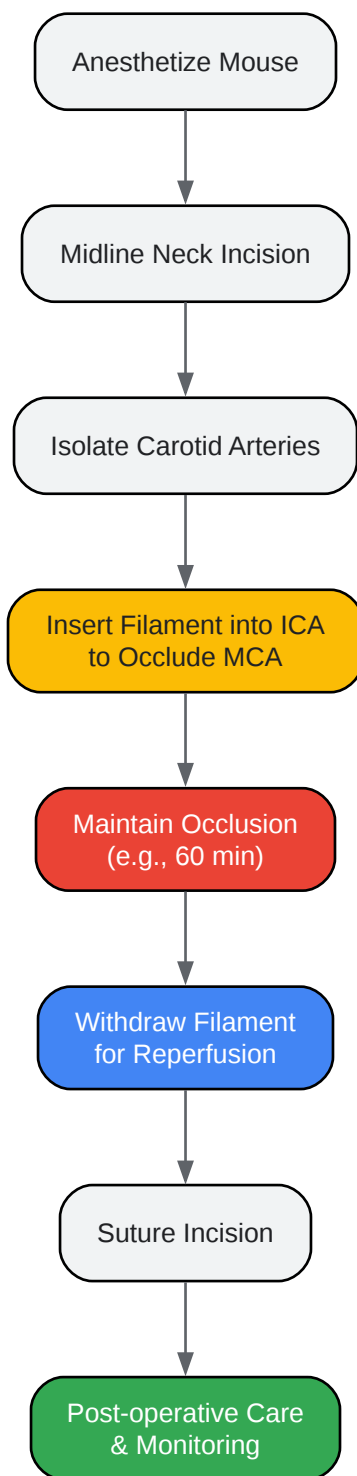 Anesthetize Mouse
Midline Neck Incision
Isolate Carotid Arteries
Insert Filament into ICA
to Occlude MCA
Maintain Occlusion
(e.g., 60 min)
Withdraw Filament
for Reperfusion
Suture Incision
Post-operative Care
& Monitoring